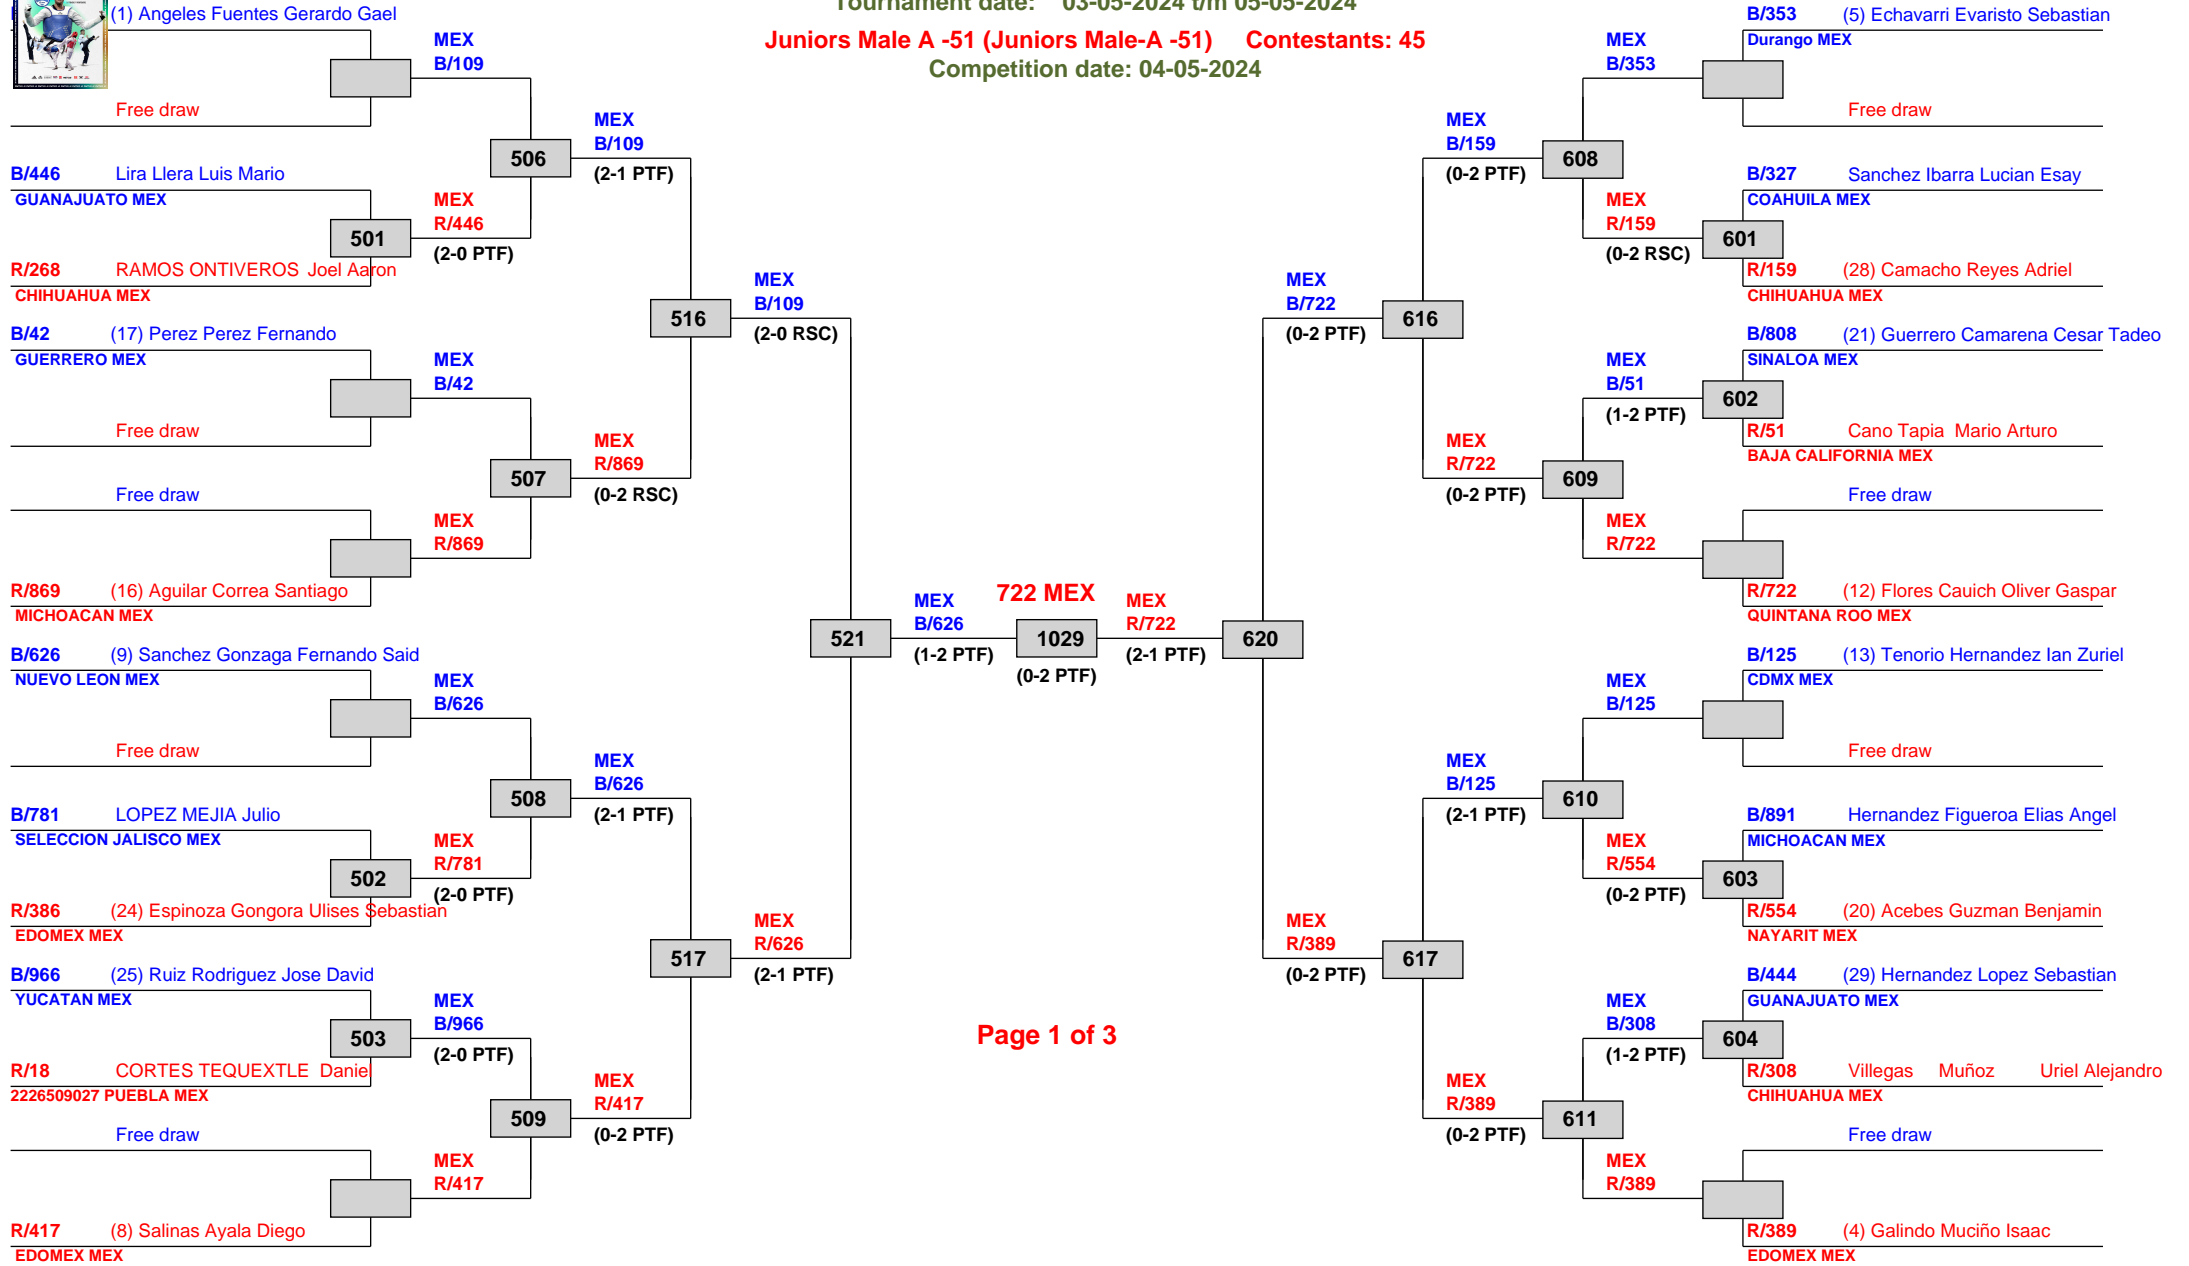 Tournament date: 03-05-2024 t/m 05-05-2024
Juniors Male A -51 (Juniors Male-A -51) Contestants: 45
Competition date: 04-05-2024
(1) Angeles Fuentes Gerardo Gael
Free draw
B/446 Lira Llera Luis Mario
GUANAJUATO MEX
R/268 RAMOS ONTIVEROS Joel Aaron
CHIHUAHUA MEX
B/42 (17) Perez Perez Fernando
GUERRERO MEX
Free draw
Free draw
R/869 (16) Aguilar Correa Santiago
MICHOACAN MEX
B/626 (9) Sanchez Gonzaga Fernando Said
NUEVO LEON MEX
Free draw
B/781 LOPEZ MEJIA Julio
SELECCION JALISCO MEX
R/386 (24) Espinoza Gongora Ulises Sebastian
EDOMEX MEX
B/966 (25) Ruiz Rodriguez Jose David
YUCATAN MEX
R/18 CORTES TEQUEXTLE Daniel
2226509027 PUEBLA MEX
Free draw
R/417 (8) Salinas Ayala Diego
EDOMEX MEX
501
502
503
MEX
B/109
MEX
R/446
(2-0 PTF)
MEX
B/42
MEX
R/869
MEX
B/626
MEX
R/781
(2-0 PTF)
MEX
B/966
(2-0 PTF)
MEX
R/417
506
507
508
509
MEX
B/109
(2-1 PTF)
MEX
R/869
(0-2 RSC)
MEX
B/626
(2-1 PTF)
MEX
R/417
(0-2 PTF)
516
517
MEX
B/109
(2-0 RSC)
MEX
R/626
(2-1 PTF)
521
MEX
B/626
(1-2 PTF)
722 MEX
1029
(0-2 PTF)
MEX
R/722
(2-1 PTF)
620
Page 1 of 3
MEX
B/722
(0-2 PTF)
MEX
R/389
(0-2 PTF)
616
617
MEX
B/159
(0-2 PTF)
MEX
R/722
(0-2 PTF)
MEX
B/125
(2-1 PTF)
MEX
R/389
(0-2 PTF)
608
609
610
611
MEX
B/353
MEX
R/159
(0-2 RSC)
MEX
B/51
(1-2 PTF)
MEX
R/722
MEX
B/125
MEX
R/554
(0-2 PTF)
MEX
B/308
(1-2 PTF)
MEX
R/389
601
602
603
604
B/353 (5) Echavarri Evaristo Sebastian
Durango MEX
Free draw
B/327 Sanchez Ibarra Lucian Esay
COAHUILA MEX
R/159 (28) Camacho Reyes Adriel
CHIHUAHUA MEX
B/808 (21) Guerrero Camarena Cesar Tadeo
SINALOA MEX
R/51 Cano Tapia Mario Arturo
BAJA CALIFORNIA MEX
Free draw
R/722 (12) Flores Cauich Oliver Gaspar
QUINTANA ROO MEX
B/125 (13) Tenorio Hernandez Ian Zuriel
CDMX MEX
Free draw
B/891 Hernandez Figueroa Elias Angel
MICHOACAN MEX
R/554 (20) Acebes Guzman Benjamin
NAYARIT MEX
B/444 (29) Hernandez Lopez Sebastian
GUANAJUATO MEX
R/308 Villegas Muñoz Uriel Alejandro
CHIHUAHUA MEX
Free draw
R/389 (4) Galindo Muciño Isaac
EDOMEX MEX